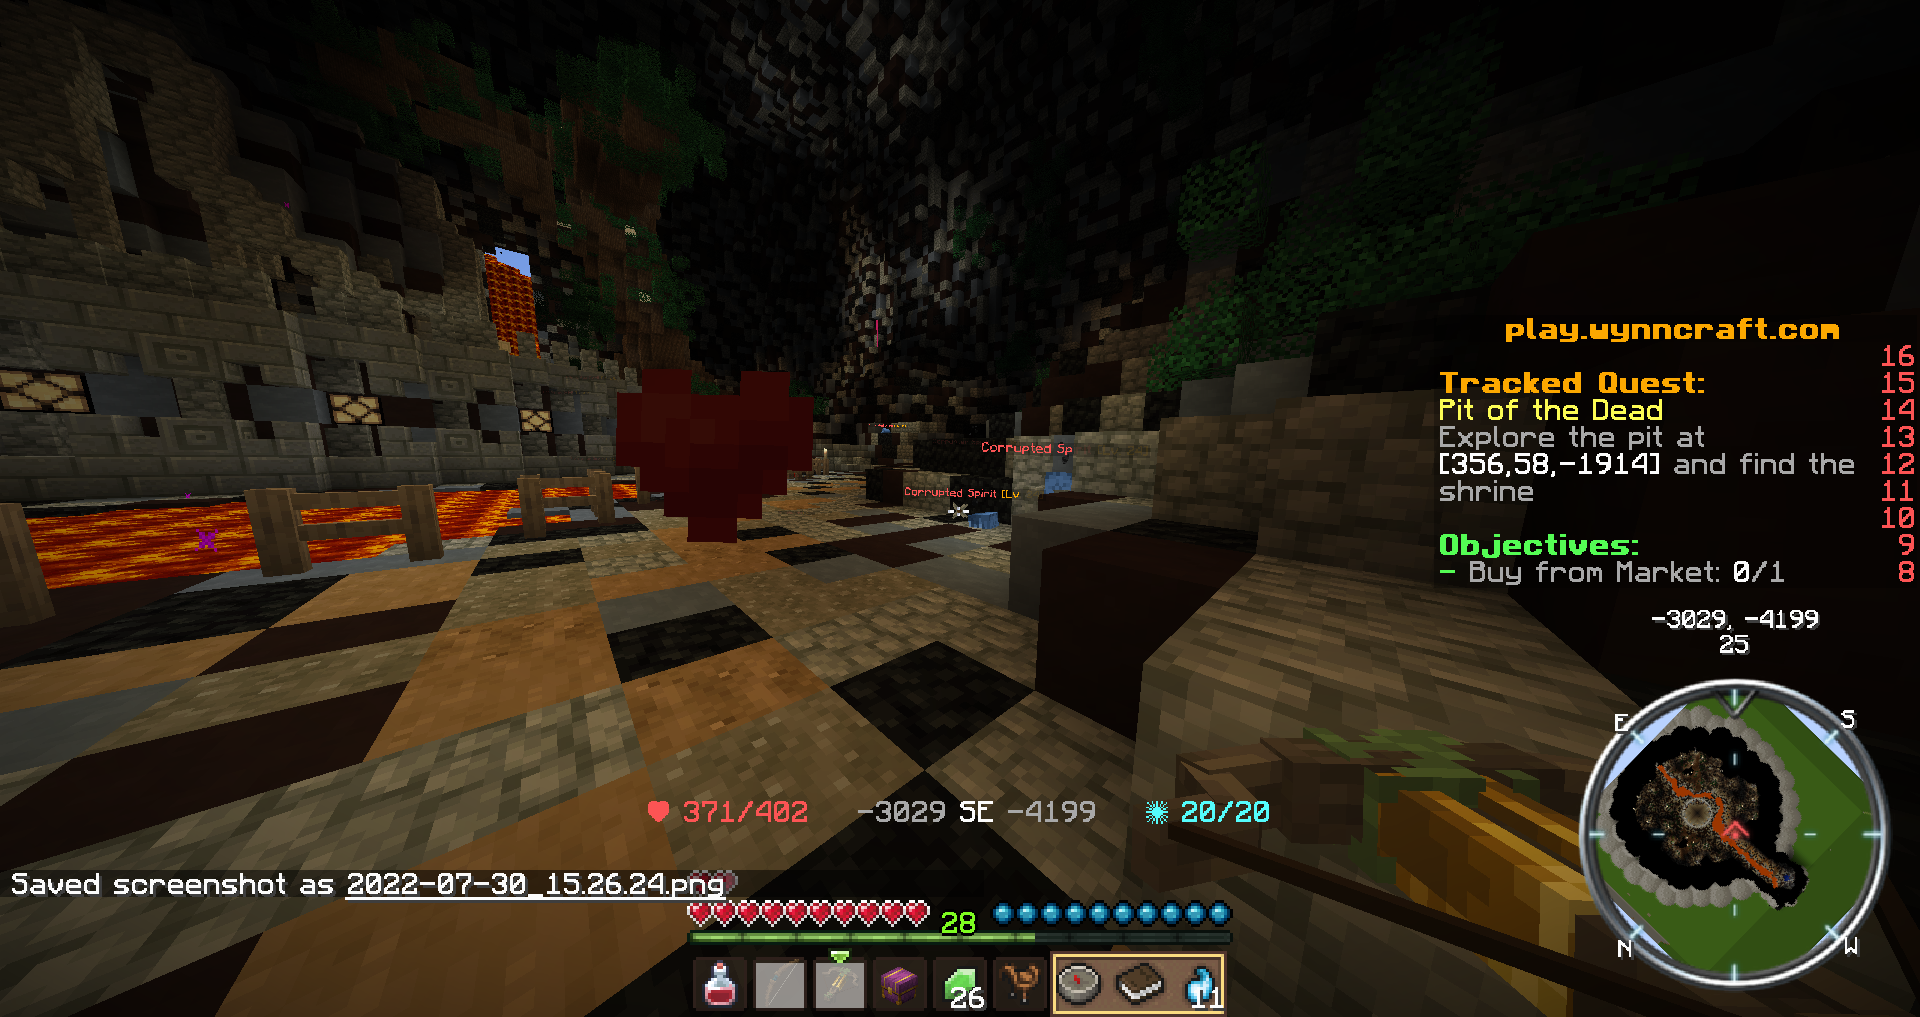 Corrupted Sp
Corrupted Spirit [Lv
play.wynncraft.com
16
Tracked Quest: 15
Pit of the Dead 14
Explore the pit at 13
[356,58,-1914] and find the 12
shrine 11
10
Objectives: 9
- Buy from Market: 0/1 8
-3029, -4199
25
E
S
N
W
371/402 -3029 SE -4199 20/20
Saved screenshot as 2022-07-30_15.26.24.png
28
26
11